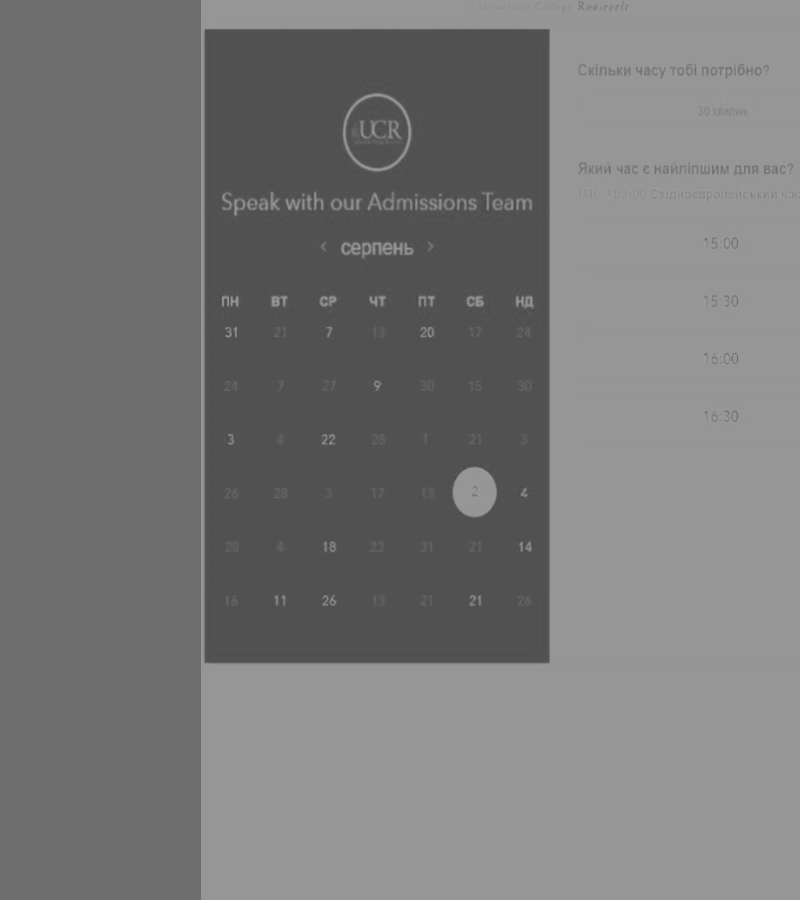 University College Roosevelt
UCR
Speak with our Admissions Team
‹ серпень ›
ПН ВТ СР ЧТ ПТ СБ НД
31 21 7 13 20 17 24
24 7 27 9 30 15 30
3 4 22 28 1 21 3
26 28 3 17 13 2 4
28 4 18 23 31 21 14
16 11 26 13 21 21 26
Скільки часу тобі потрібно?
30 хвилин
Який час є найліпшим для вас?
UTC +03:00 Східноєвропейський час
15:00
15:30
16:00
16:30